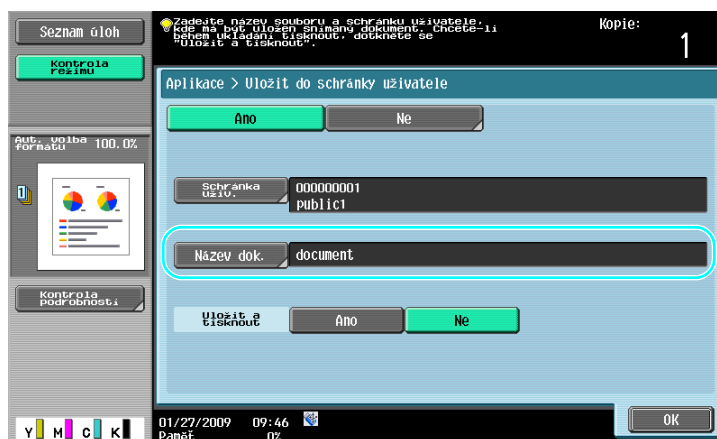 Seznam úloh
Kontrola
režimu
Zadejte název souboru a schránku uživatele,
kde má být uložen snímaný dokument. Chcete-li
během ukládání tisknout, dotkněte se
"Uložit a tisknout".
Kopie:
1
Aplikace > Uložit do schránky uživatele
Ano
Ne
Aut. volba
formátu
100.0%
1
Schránka
uživ.
000000001
public1
Název dok.
document
Kontrola
podrobností
Uložit a
tisknout
Ano
Ne
Y M C K
01/27/2009 09:46
Paměť 0%
OK